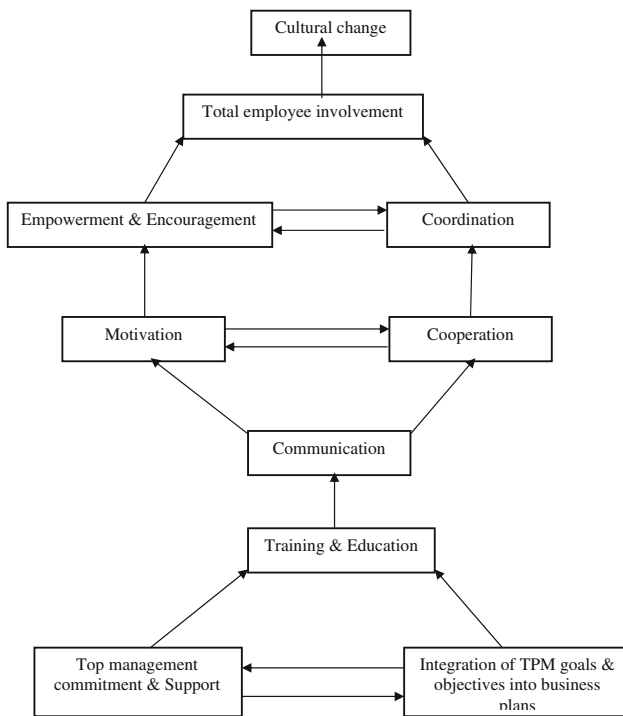 Cultural change
Total employee involvement
Empowerment & Encouragement
Coordination
Motivation
Cooperation
Communication
Training & Education
Top management
commitment & Support
Integration of TPM goals &
objectives into business
plans